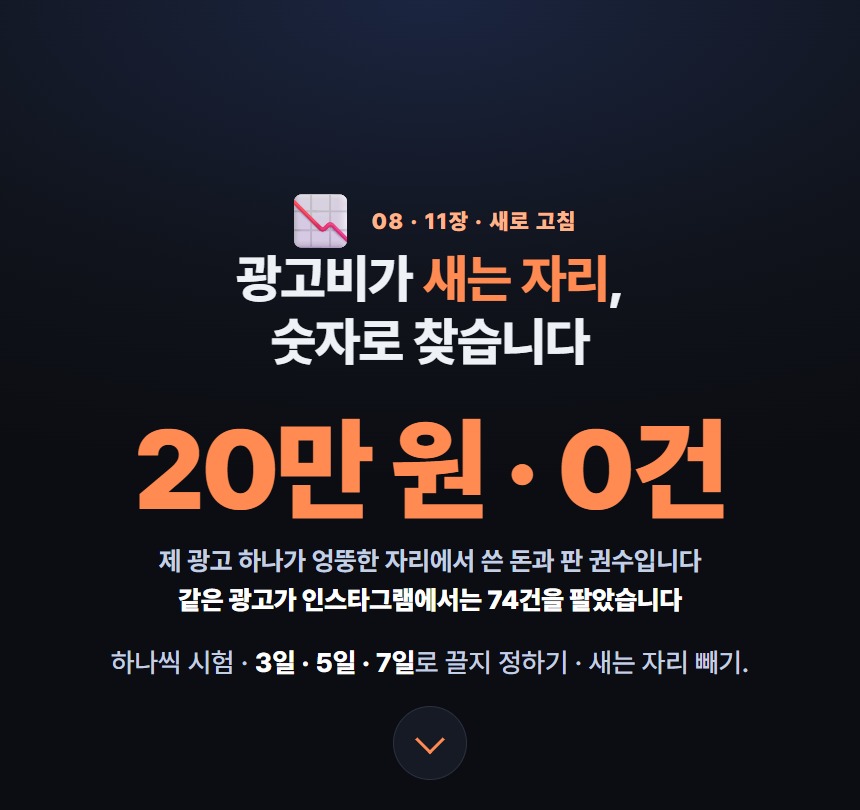 08 · 11장 · 새로 고침
광고비가 새는 자리,
숫자로 찾습니다
20만 원 · 0건
제 광고 하나가 엉뚱한 자리에서 쓴 돈과 판 권수입니다
같은 광고가 인스타그램에서는 74건을 팔았습니다
하나씩 시험 · 3일 · 5일 · 7일로 끌지 정하기 · 새는 자리 빼기.